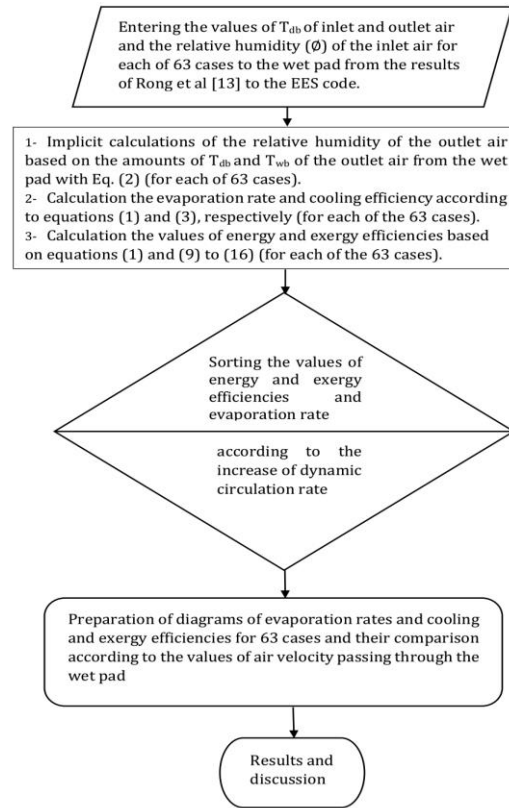 Entering the values of Tdb of inlet and outlet air
and the relative humidity (Ø) of the inlet air for
each of 63 cases to the wet pad from the results
of Rong et al [13] to the EES code.
1- Implicit calculations of the relative humidity of the outlet air
based on the amounts of Tdb and Twb of the outlet air from the wet
pad with Eq. (2) (for each of 63 cases).
2- Calculation the evaporation rate and cooling efficiency according
to equations (1) and (3), respectively (for each of the 63 cases).
3- Calculation the values of energy and exergy efficiencies based
on equations (1) and (9) to (16) (for each of the 63 cases).
Sorting the values of
energy and exergy
efficiencies and
evaporation rate
according to the
increase of dynamic
circulation rate
Preparation of diagrams of evaporation rates and cooling
and exergy efficiencies for 63 cases and their comparison
according to the values of air velocity passing through the
wet pad
Results and
discussion